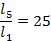 l₅/l₁ = 25